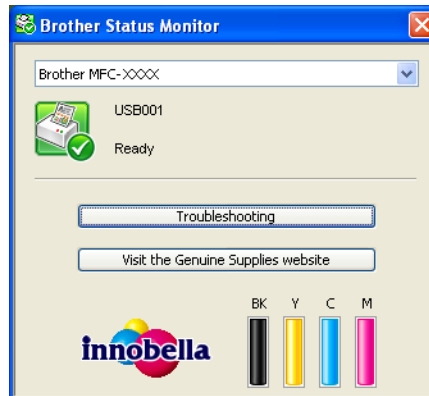 Brother Status Monitor
Brother MFC-XXXX
USB001
Ready
Troubleshooting
Visit the Genuine Supplies website
BK Y C M
innobella